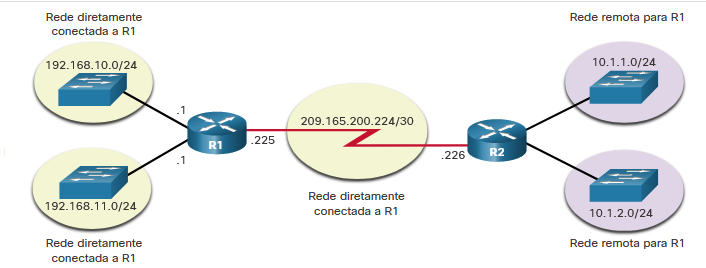 Rede diretamente
conectada a R1
Rede remota para R1
192.168.10.0/24
10.1.1.0/24
.1
R1
.225
209.165.200.224/30
.226
R2
.1
192.168.11.0/24
Rede diretamente
conectada a R1
10.1.2.0/24
Rede diretamente
conectada a R1
Rede remota para R1